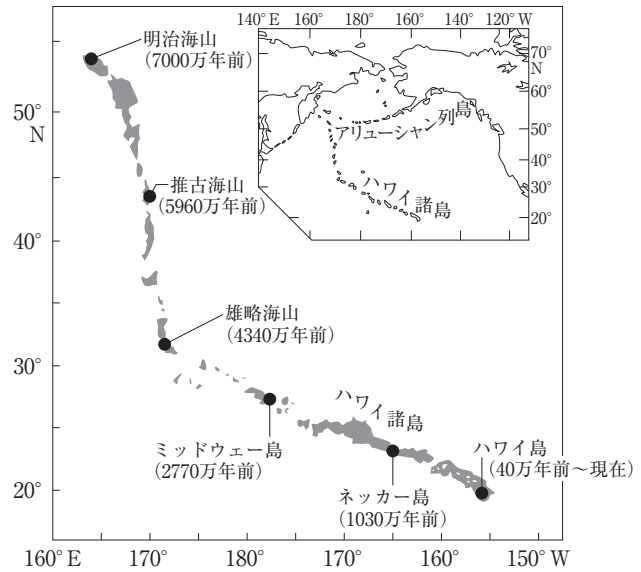 140°E 160° 180° 160° 140° 120°W
70°
N
60°
50°
40°
30°
20°
アリューシャン列島
ハワイ諸島
明治海山
(7000万年前)
50°
N
推古海山
(5960万年前)
40°
雄略海山
(4340万年前)
30°
ハワイ諸島
ミッドウェー島
(2770万年前)
ハワイ島
(40万年前〜現在)
ネッカー島
(1030万年前)
20°
160°E 170° 180° 170° 160° 150°W